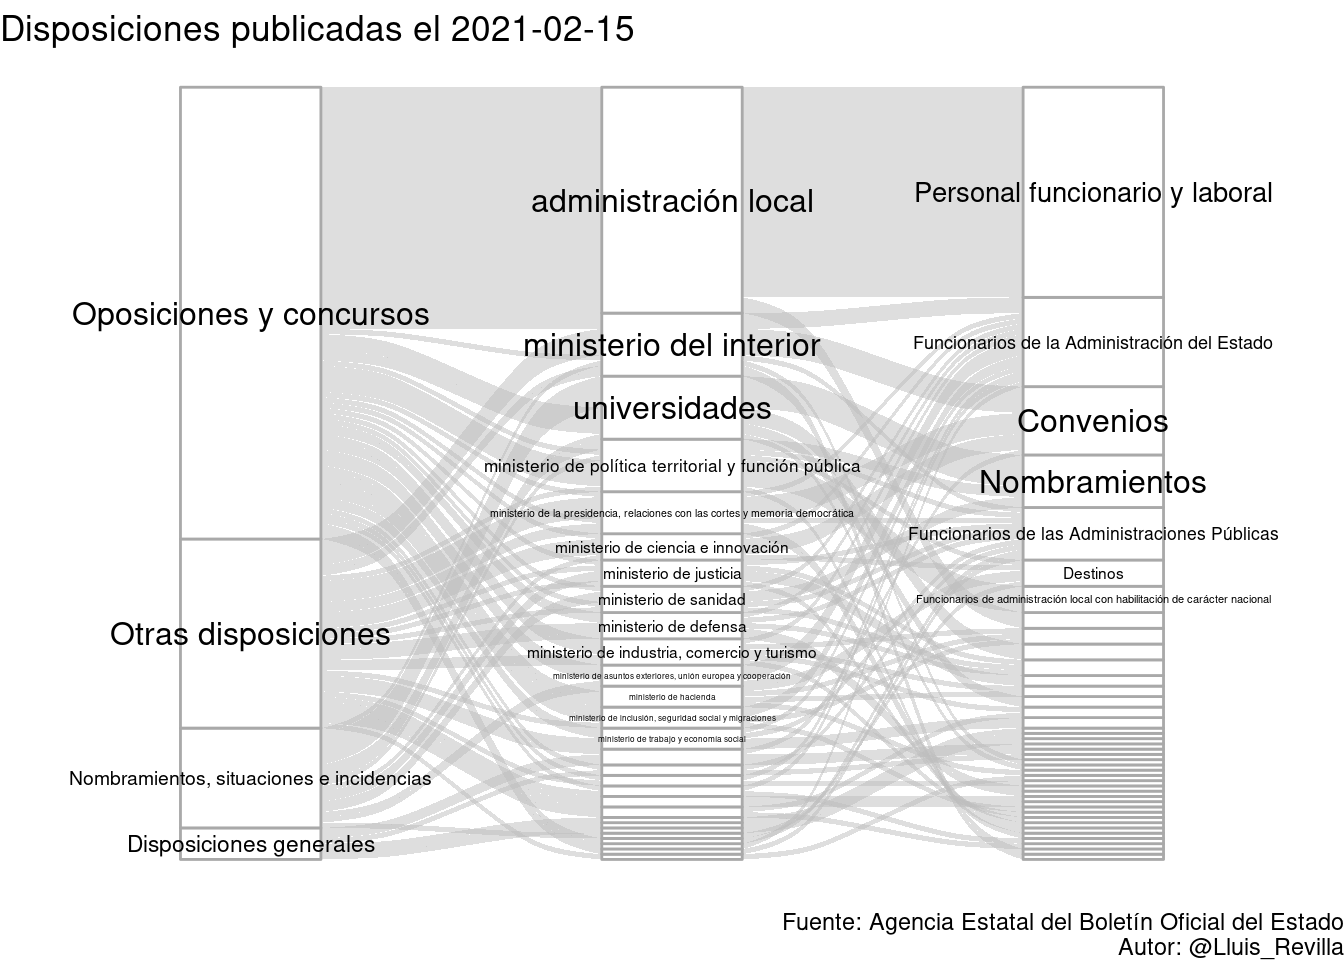 Disposiciones publicadas el 2021-02-15
Oposiciones y concursos
Otras disposiciones
Nombramientos, situaciones e incidencias
Disposiciones generales
administración local
ministerio del interior
universidades
ministerio de política territorial y función pública
ministerio de la presidencia, relaciones con las cortes y memoria democrática
ministerio de ciencia e innovación
ministerio de justicia
ministerio de sanidad
ministerio de defensa
ministerio de industria, comercio y turismo
ministerio de asuntos exteriores, unión europea y cooperación
ministerio de hacienda
ministerio de inclusión, seguridad social y migraciones
ministerio de trabajo y economía social
Personal funcionario y laboral
Funcionarios de la Administración del Estado
Convenios
Nombramientos
Funcionarios de las Administraciones Públicas
Destinos
Funcionarios de administración local con habilitación de carácter nacional
Fuente: Agencia Estatal del Boletín Oficial del Estado
Autor: @Lluis_Revilla